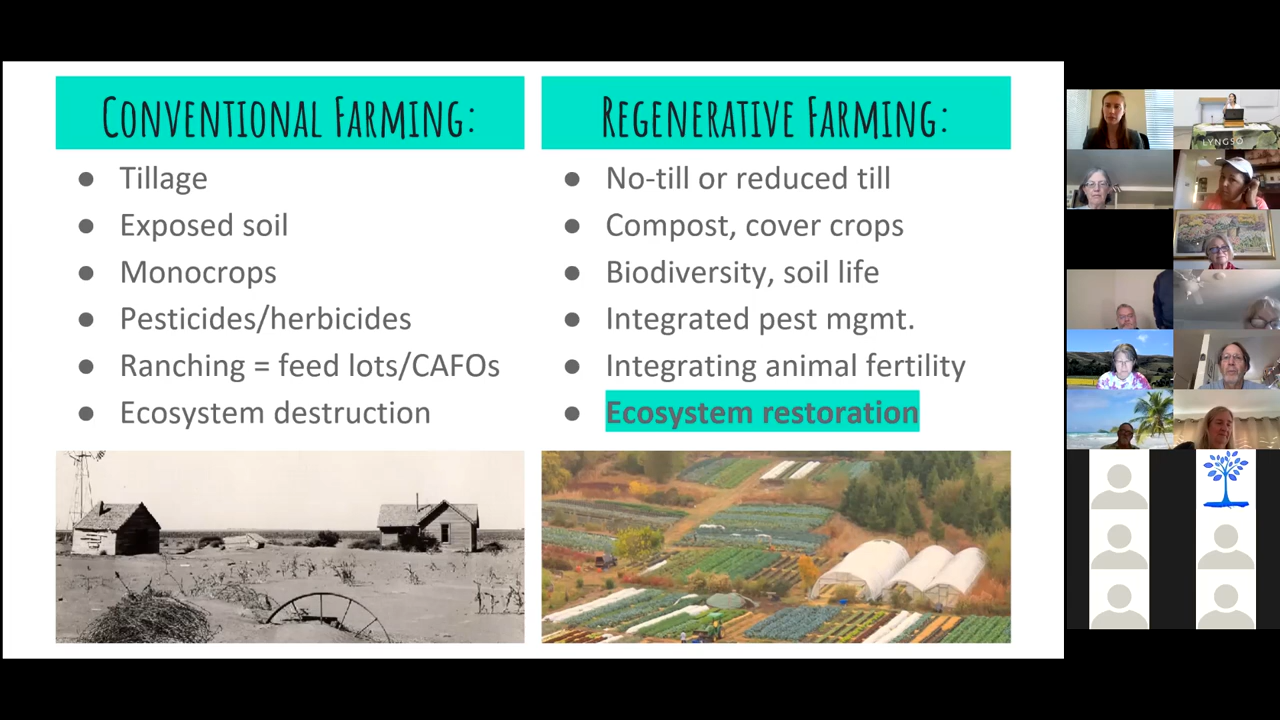 Conventional Farming:
● Tillage
● Exposed soil
● Monocrops
● Pesticides/herbicides
● Ranching = feed lots/CAFOs
● Ecosystem destruction
Regenerative Farming:
● No-till or reduced till
● Compost, cover crops
● Biodiversity, soil life
● Integrated pest mgmt.
● Integrating animal fertility
● Ecosystem restoration
LYNGSO